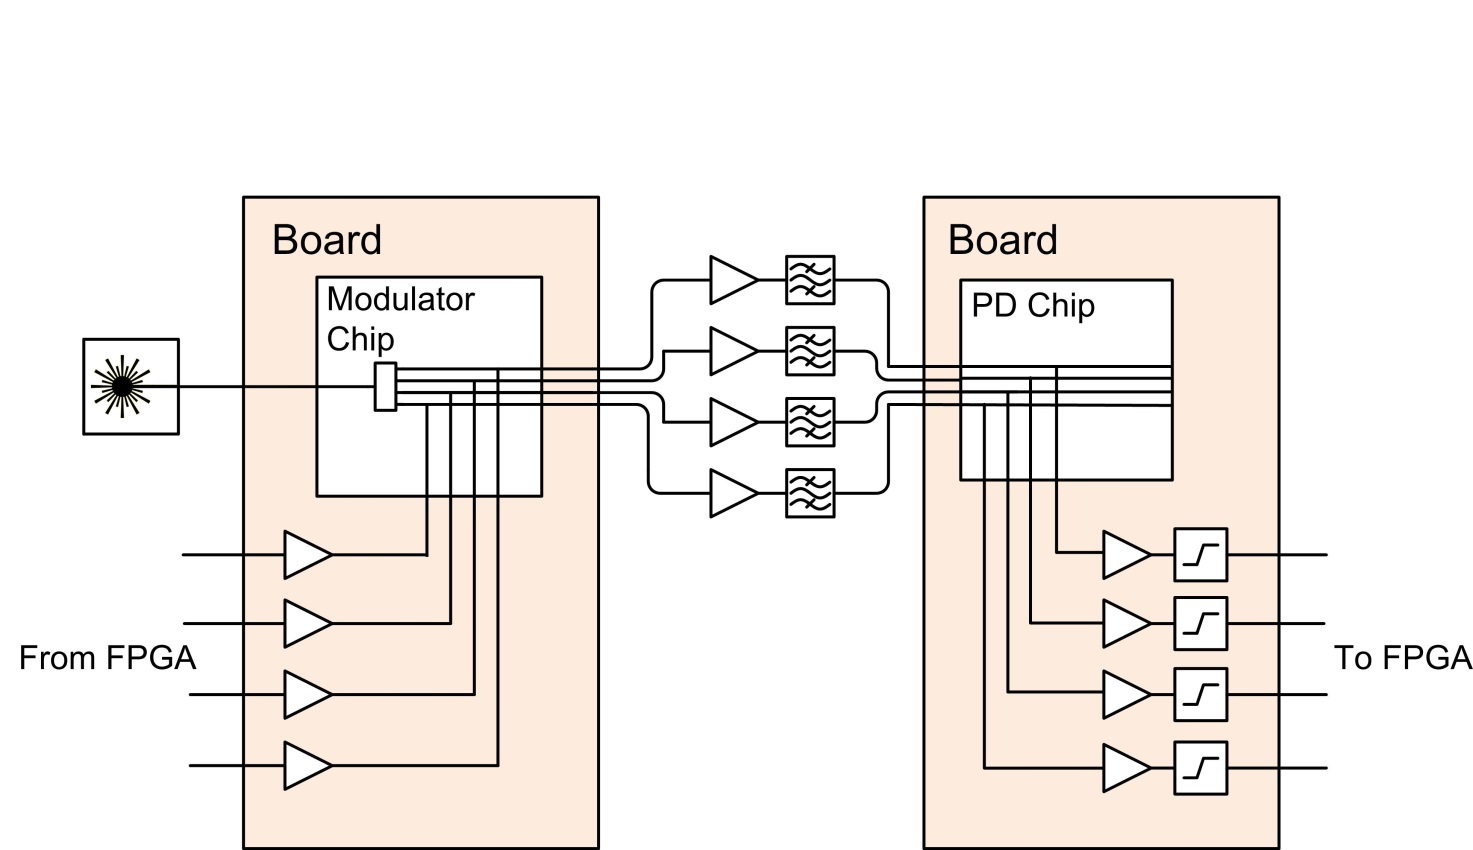 Board
Modulator
Chip
From FPGA
Board
PD Chip
To FPGA